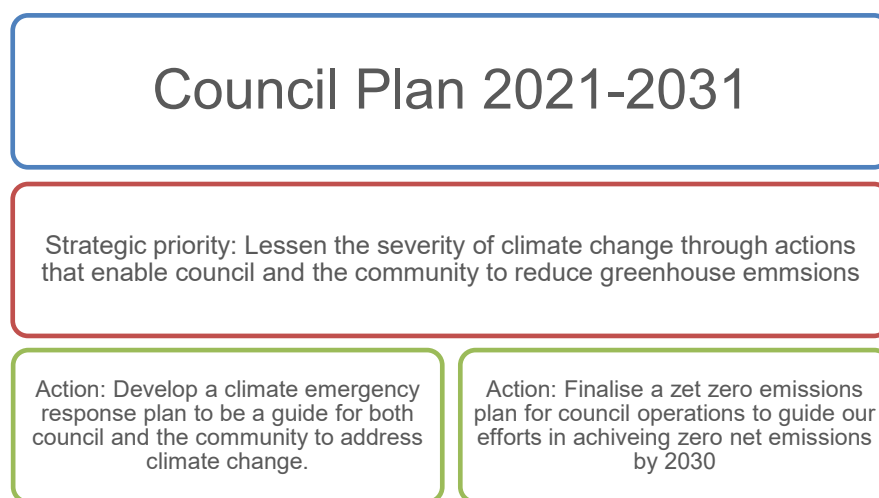 Council Plan 2021-2031
Strategic priority: Lessen the severity of climate change through actions
that enable council and the community to reduce greenhouse emmsions
Action: Develop a climate emergency
response plan to be a guide for both
council and the community to address
climate change.
Action: Finalise a zet zero emissions
plan for council operations to guide our
efforts in achiveing zero net emissions
by 2030